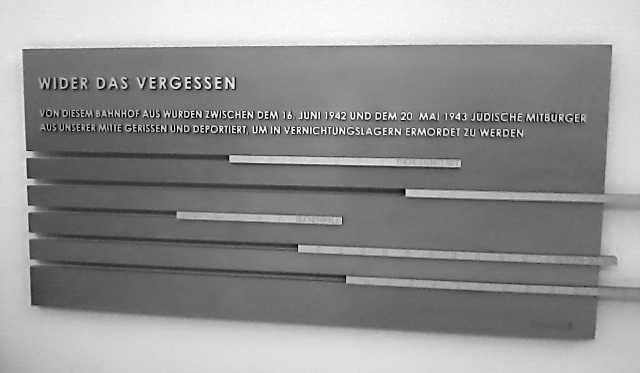 WIDER DAS VERGESSEN
VON DIESEM BAHNHOF AUS WURDEN ZWISCHEN DEM 16. JUNI 1942 UND DEM 20. MAI 1943 JÜDISCHE MITBÜRGER
AUS UNSERER MITTE GERISSEN UND DEPORTIERT, UM IN VERNICHTUNGSLAGERN ERMORDET ZU WERDEN